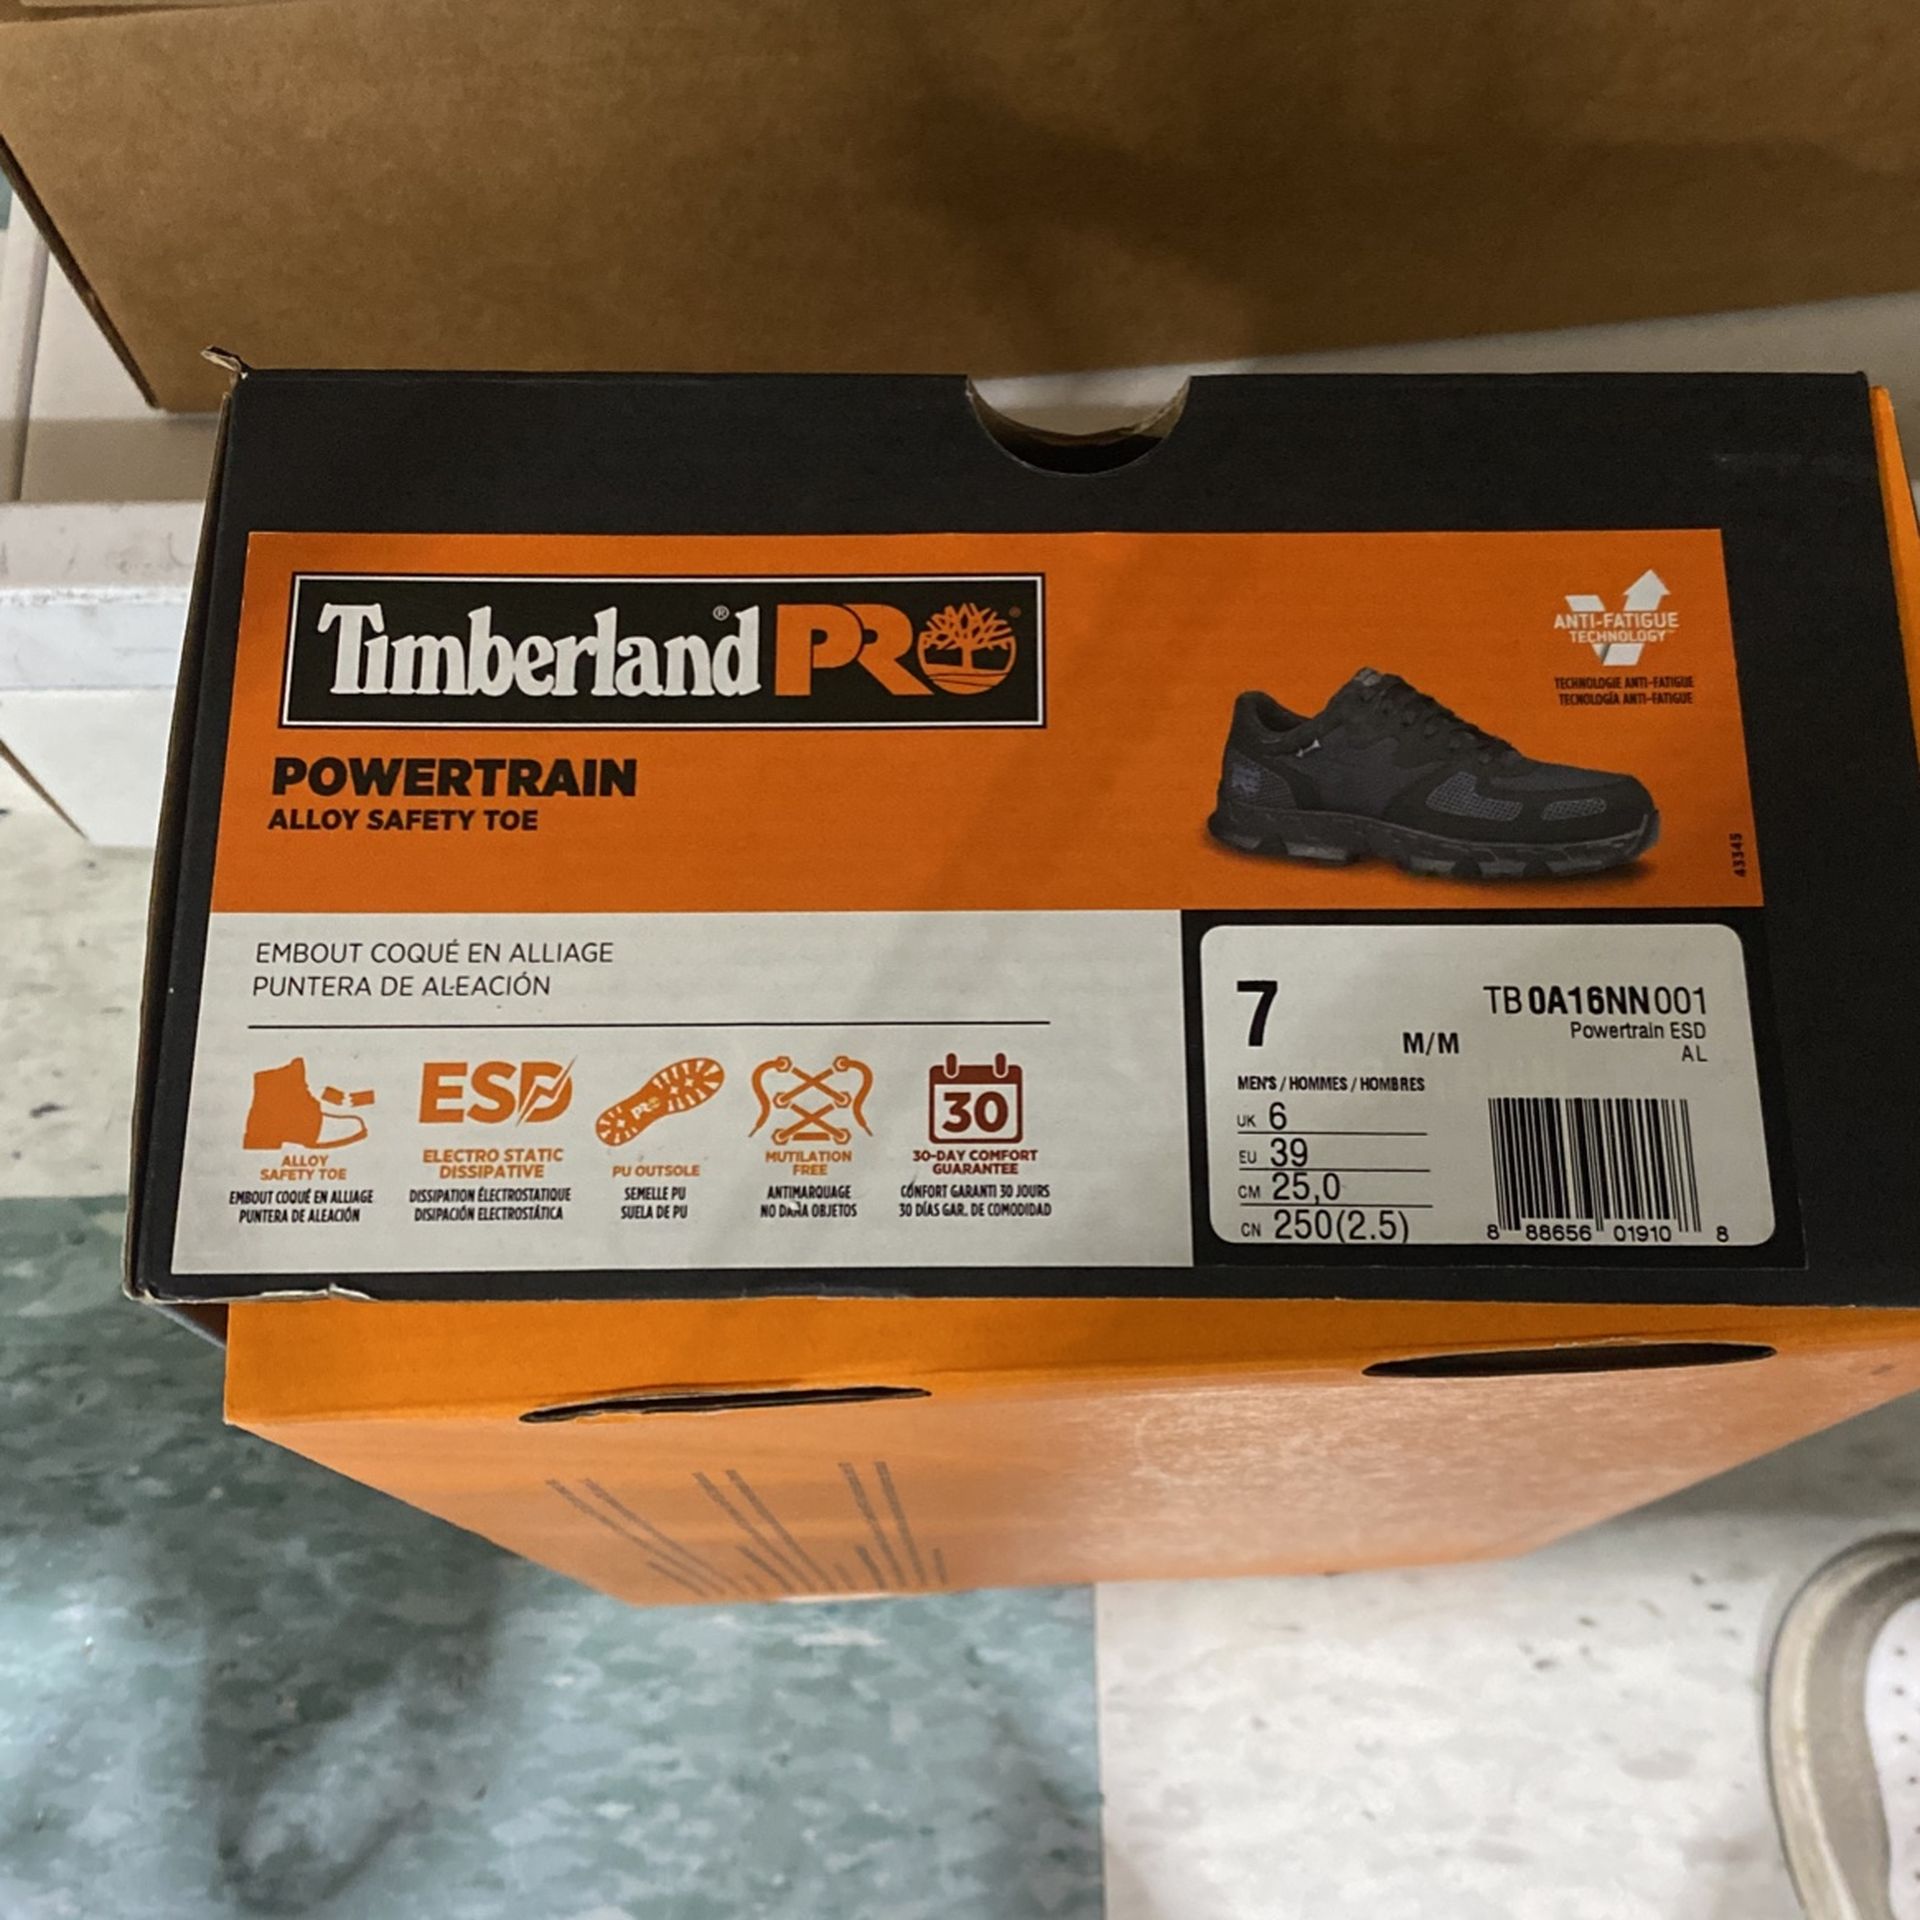 Timberland® PRO®
POWERTRAIN
ALLOY SAFETY TOE
ANTI-FATIGUE
TECHNOLOGY™
TECHNOLOGIE ANTI-FATIGUE
TECNOLOGÍA ANTI-FATIGUE
43345
EMBOUT COQUÉ EN ALLIAGE
PUNTERA DE ALEACIÓN
ALLOY
SAFETY TOE
EMBOUT COQUÉ EN ALLIAGE
PUNTERA DE ALEACIÓN
ESD
ELECTRO STATIC
DISSIPATIVE
DISSIPATION ÉLECTROSTATIQUE
DISIPACIÓN ELECTROSTÁTICA
PRO
PU OUTSOLE
SEMELLE PU
SUELA DE PU
MUTILATION
FREE
ANTIMARQUAGE
NO DAÑA OBJETOS
30
30-DAY COMFORT
GUARANTEE
CONFORT GARANTI 30 JOURS
30 DÍAS GAR. DE COMODIDAD
7
M/M
TB0A16NN001
Powertrain ESD
AL
MEN'S / HOMMES / HOMBRES
UK 6
EU 39
CM 25,0
CN 250(2.5)
8 88656 01910 8